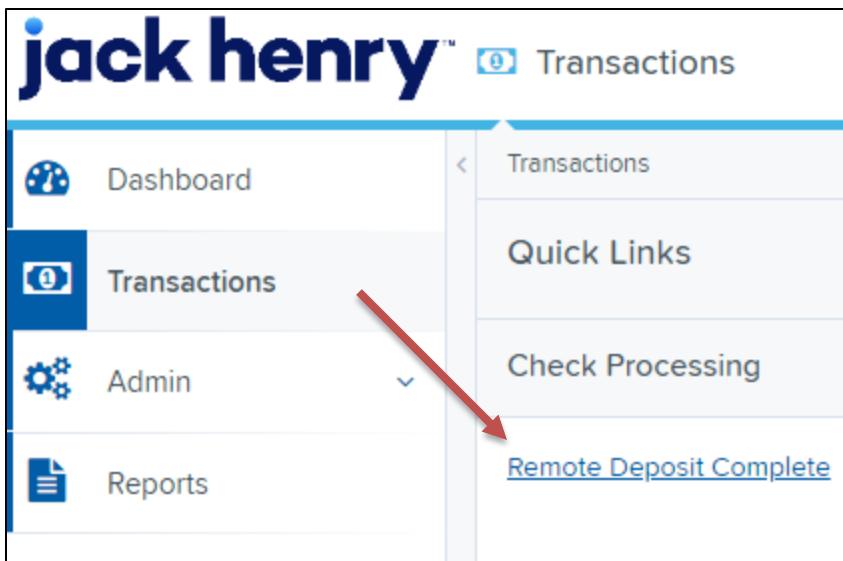 jack henry™
Transactions
Dashboard
Transactions
Admin
Reports
Transactions
Quick Links
Check Processing
Remote Deposit Complete